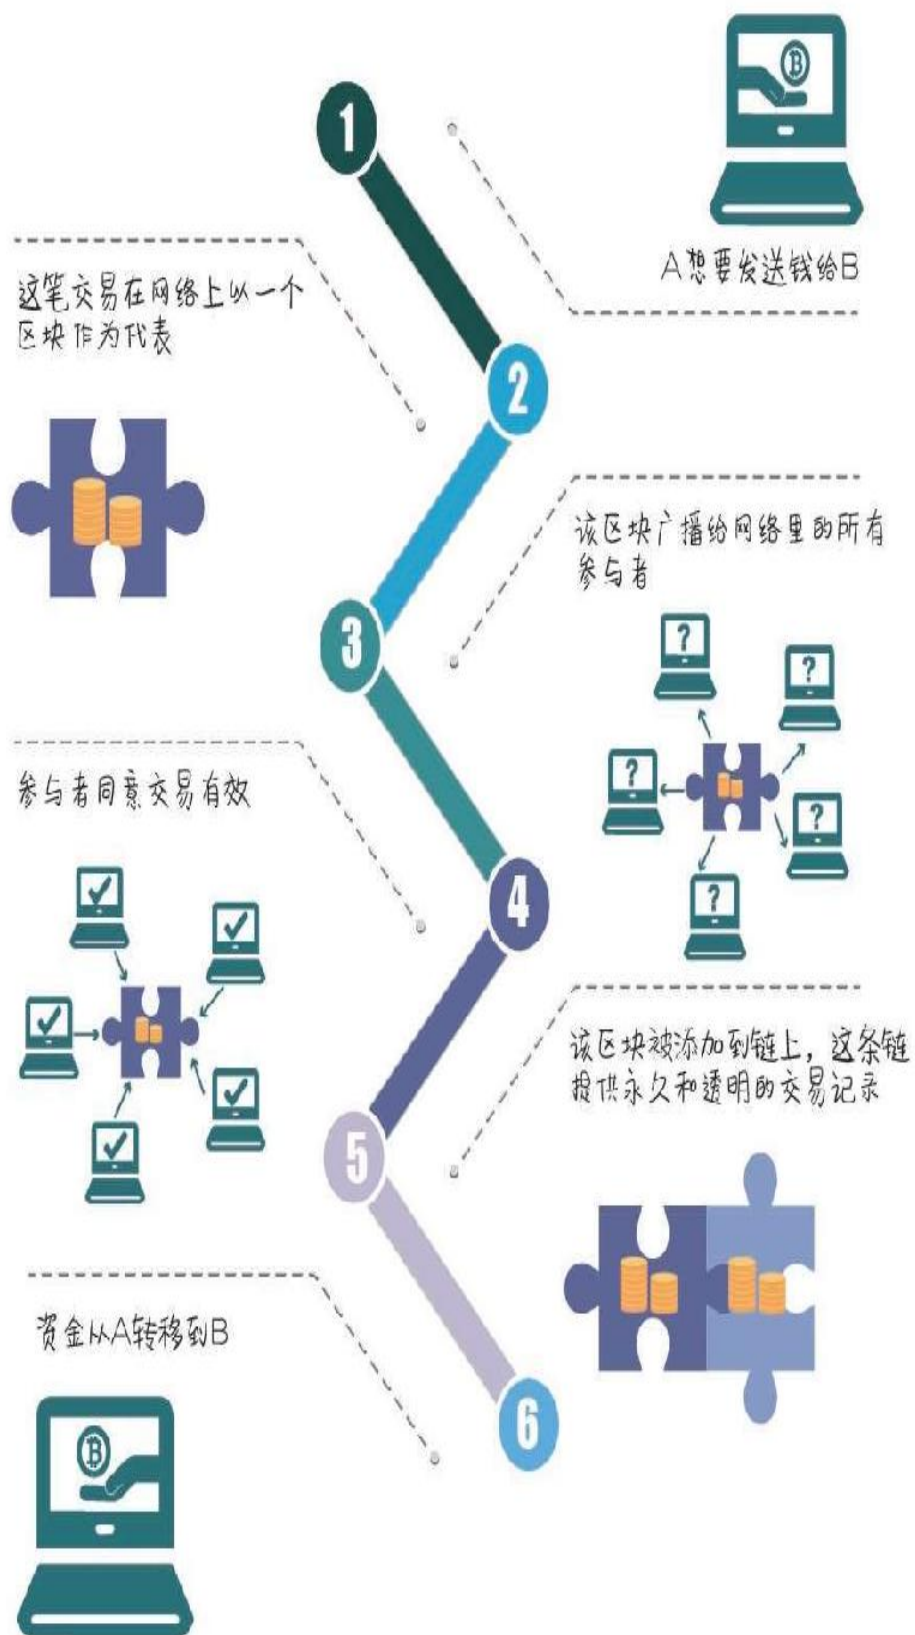 1
A想要发送钱给B
2
这笔交易在网络上以一个
区块作为代表
3
该区块广播给网络里的所有
参与者
?
?
?
?
?
4
参与者同意交易有效
5
该区块被添加到链上，这条链
提供永久和透明的交易记录
6
资金从A转移到B